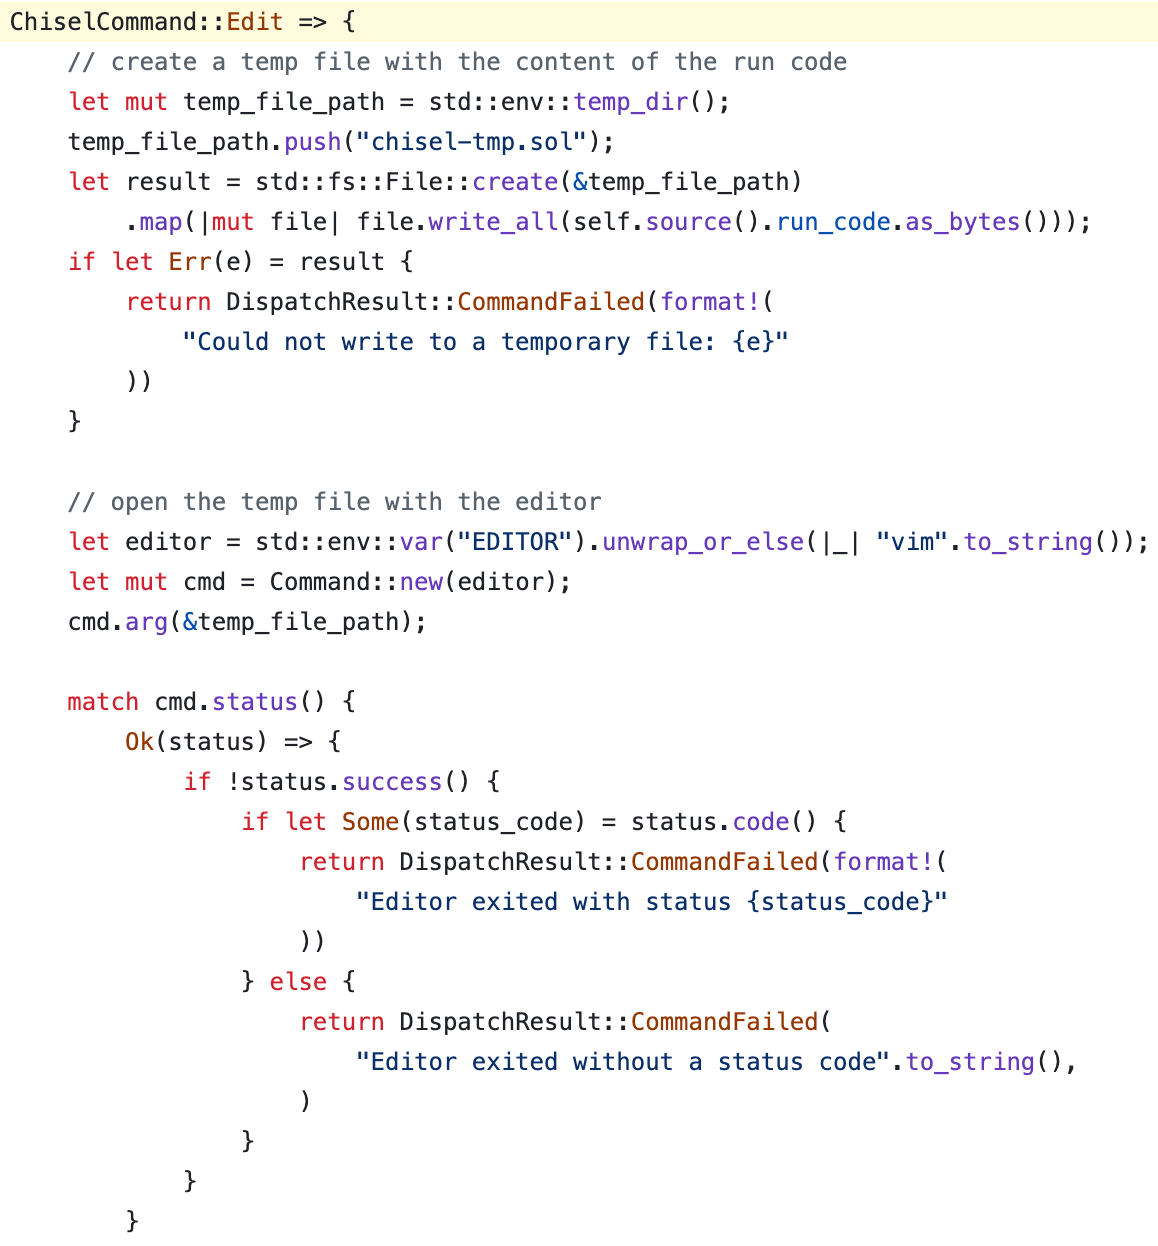 ChiselCommand::Edit => {
    // create a temp file with the content of the run code
    let mut temp_file_path = std::env::temp_dir();
    temp_file_path.push("chisel-tmp.sol");
    let result = std::fs::File::create(&temp_file_path)
        .map(|mut file| file.write_all(self.source().run_code.as_bytes()));
    if let Err(e) = result {
        return DispatchResult::CommandFailed(format!(
            "Could not write to a temporary file: {e}"
        ))
    }

    // open the temp file with the editor
    let editor = std::env::var("EDITOR").unwrap_or_else(|_| "vim".to_string());
    let mut cmd = Command::new(editor);
    cmd.arg(&temp_file_path);

    match cmd.status() {
        Ok(status) => {
            if !status.success() {
                if let Some(status_code) = status.code() {
                    return DispatchResult::CommandFailed(format!(
                        "Editor exited with status {status_code}"
                    ))
                } else {
                    return DispatchResult::CommandFailed(
                        "Editor exited without a status code".to_string(),
                    )
                }
            }
        }